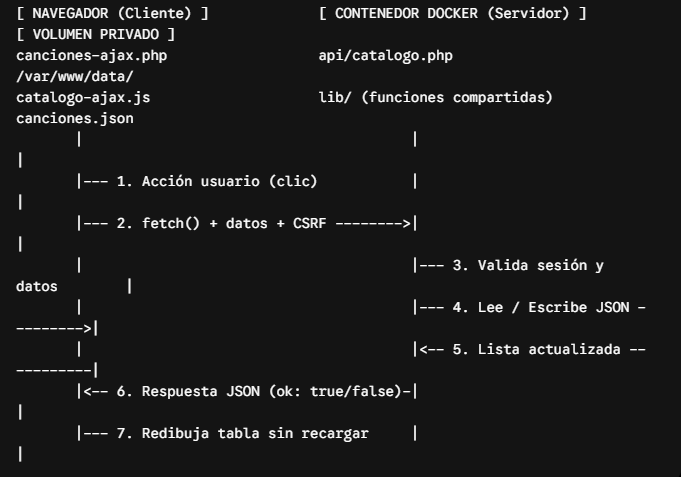 [ NAVEGADOR (Cliente) ]             [ CONTENEDOR DOCKER (Servidor) ]
[ VOLUMEN PRIVADO ]
canciones-ajax.php                  api/catalogo.php
/var/www/data/
catalogo-ajax.js                    lib/ (funciones compartidas)
canciones.json
       |                                       |
|
       |--- 1. Acción usuario (clic)           |
|
       |--- 2. fetch() + datos + CSRF -------->|
|
       |                                       |--- 3. Valida sesión y
datos        |
       |                                       |--- 4. Lee / Escribe JSON -
-------->|
       |                                       |<-- 5. Lista actualizada --
---------|
       |<-- 6. Respuesta JSON (ok: true/false)-|
|
       |--- 7. Redibuja tabla sin recargar     |
|